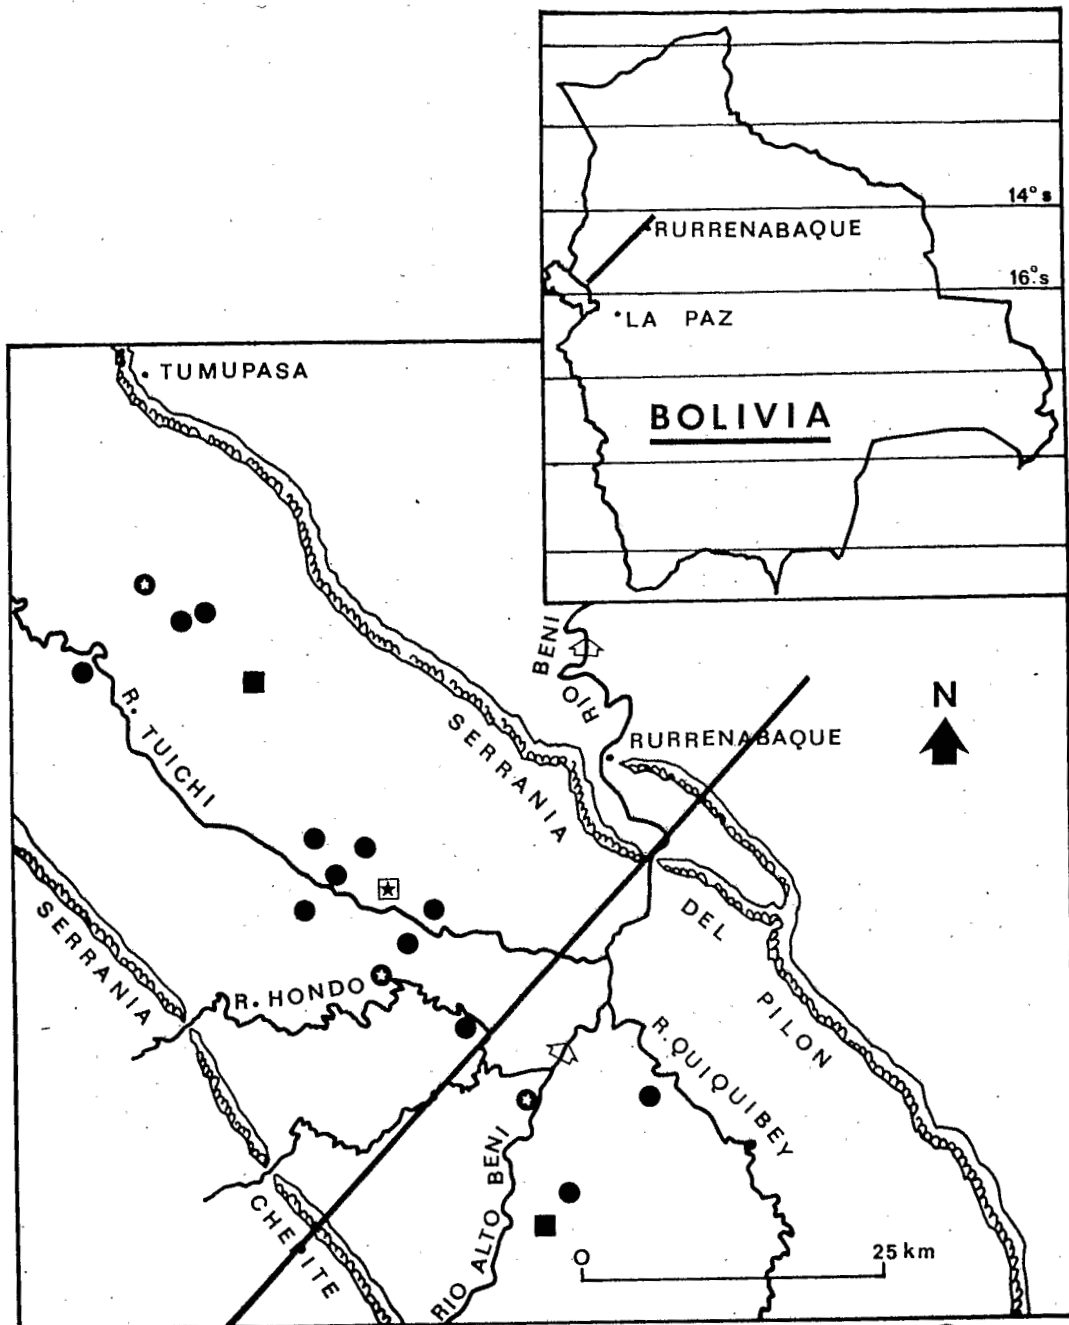 14° s
RURRENABAQUE
16° s
LA PAZ
BOLIVIA
TUMUPASA
RIO BENI
RURRENABAQUE
N
R. TUICHI
SERRANIA
DEL
PILON
SERRANIA
R. HONDO
R. QUIQUIBEY
RIO ALTO BENI
0 25 km